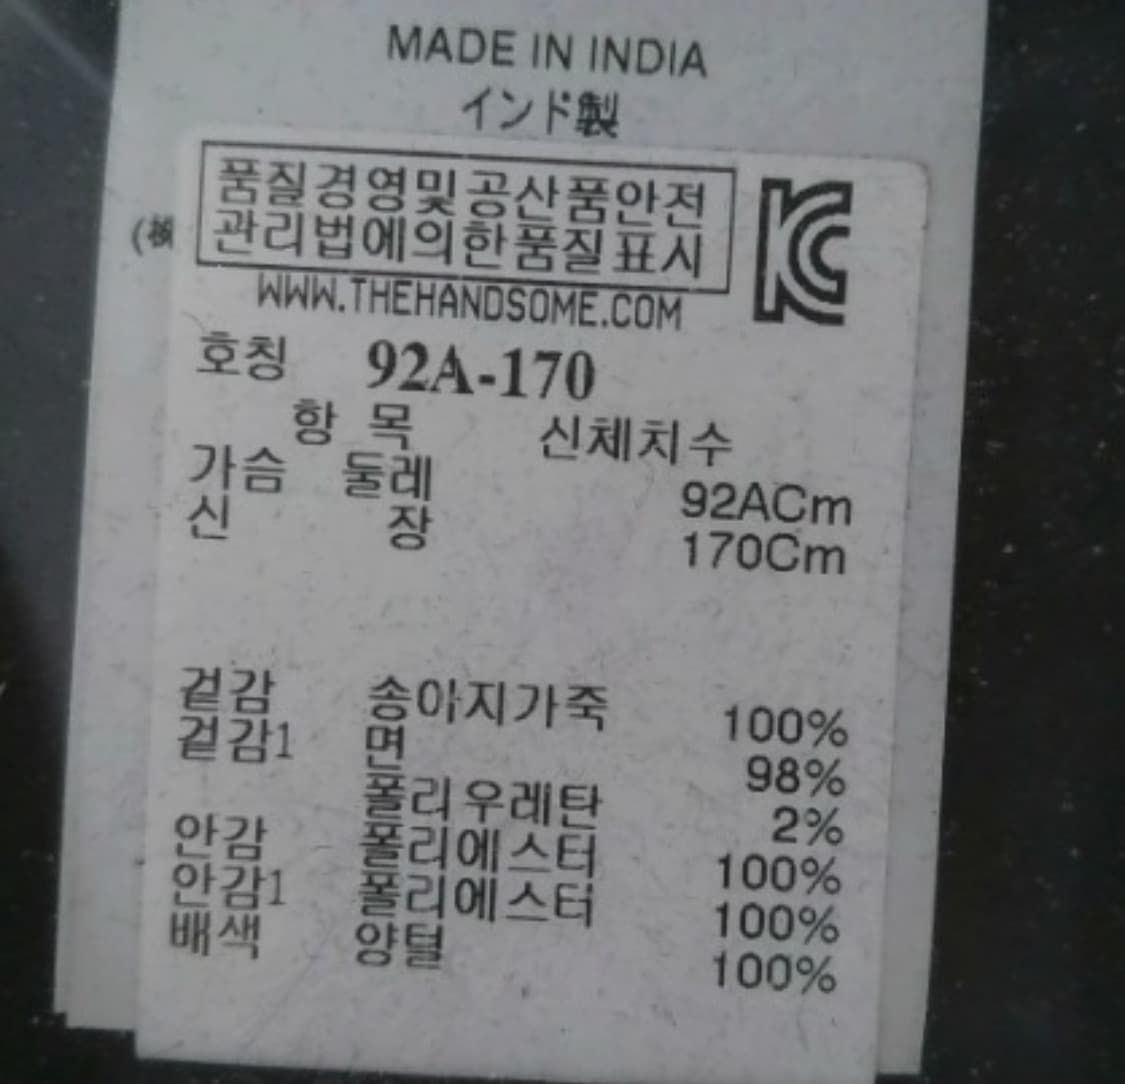 MADE IN INDIA
インド製
품질경영및공산품안전
관리법에의한품질표시
WWW.THEHANDSOME.COM
호칭 92A-170
항 목 신체치수
가슴 둘레 92ACm
신 장 170Cm
겉감 송아지가죽 100%
겉감1 면 98%
폴리우레탄 2%
안감 폴리에스터 100%
안감1 폴리에스터 100%
배색 양털 100%